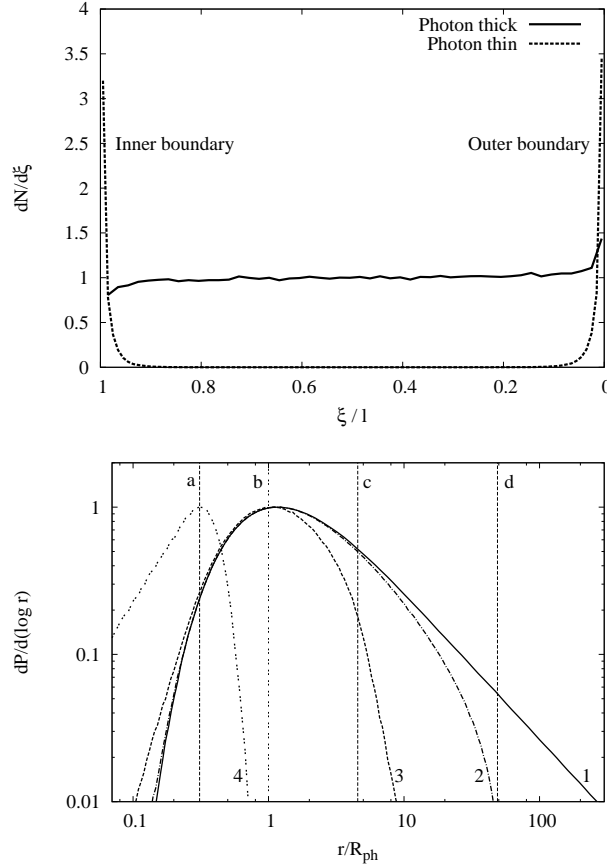 4
3.5
3
2.5
2
1.5
1
0.5
0
dN/dξ
Photon thick
Photon thin
Inner boundary
Outer boundary
1
0.8
0.6
0.4
0.2
0
ξ / l
a
b
c
d
1
0.1
0.01
dP/d(log r)
4
3
2
1
0.1
1
10
100
r/R_ph